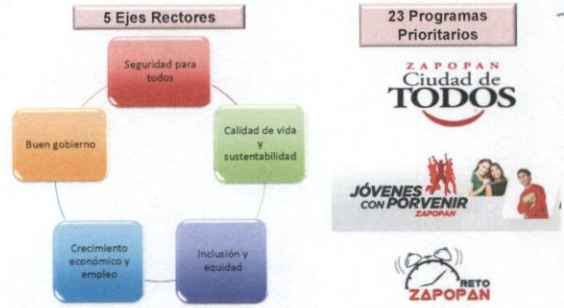 5 Ejes Rectores
Seguridad para
todos
Buen gobierno
Calidad de vida
y
sustentabilidad
Crecimiento
económico y
empleo
Inclusión y
equidad
23 Programas
Prioritarios
ZAPOPAN
Ciudad de
TODOS
JÓVENES
CON PORVENIR
ZAPOPAN
RETO
ZAPOPAN